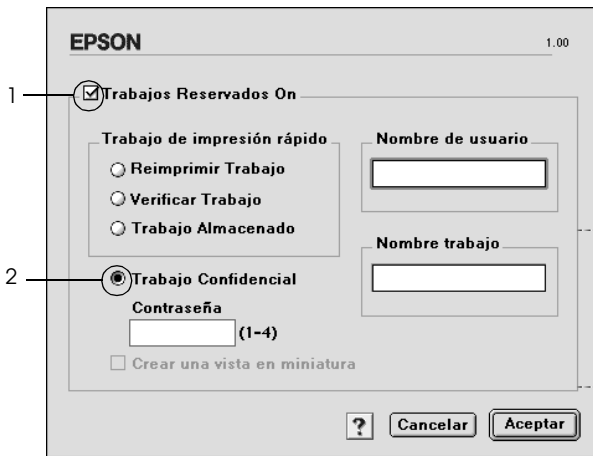 EPSON
1.00
1
Trabajos Reservados On
Trabajo de impresión rápido
Reimprimir Trabajo
Verificar Trabajo
Trabajo Almacenado
2
Trabajo Confidencial
Contraseña
(1-4)
Crear una vista en miniatura
Nombre de usuario
Nombre trabajo
?
Cancelar
Aceptar